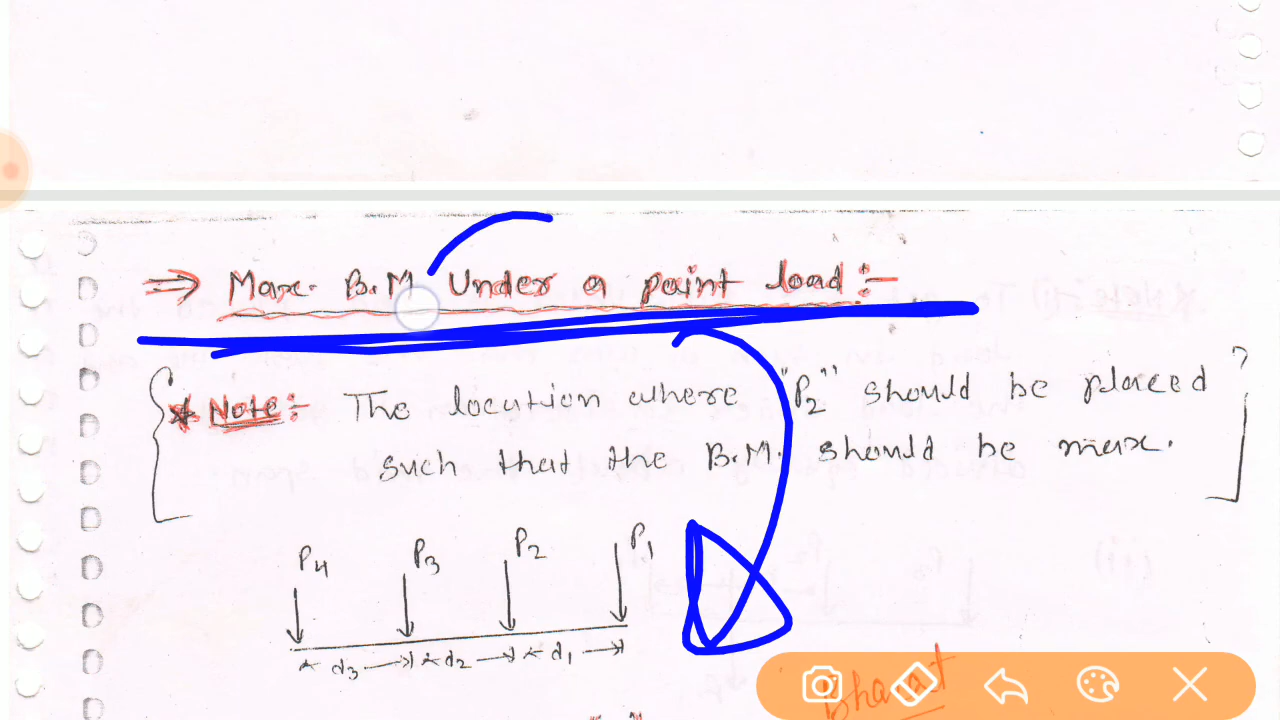 ⇒ Max. B.M Under a point load :-
* Note :- The location where "P2" should be placed
such that the B.M. should be max.
P4 P3 P2 P1
d3 d2 d1
Bharat